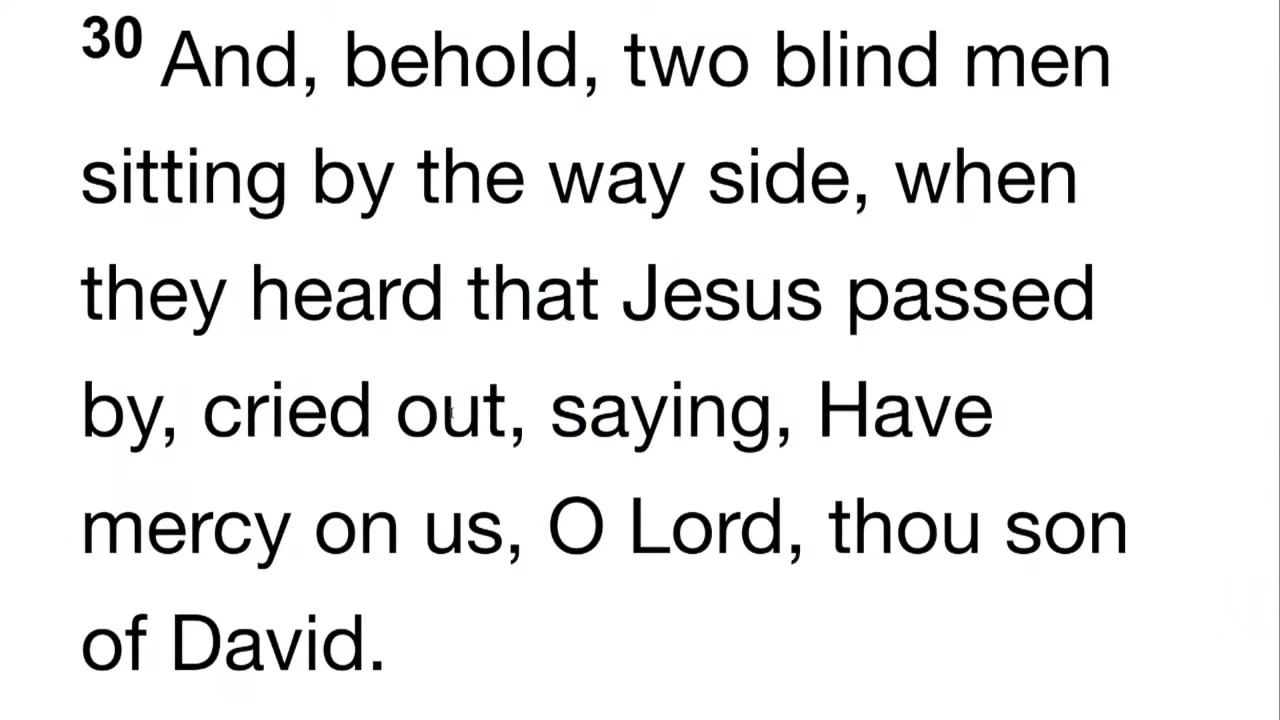 30 And, behold, two blind men
sitting by the way side, when
they heard that Jesus passed
by, cried out, saying, Have
mercy on us, O Lord, thou son
of David.